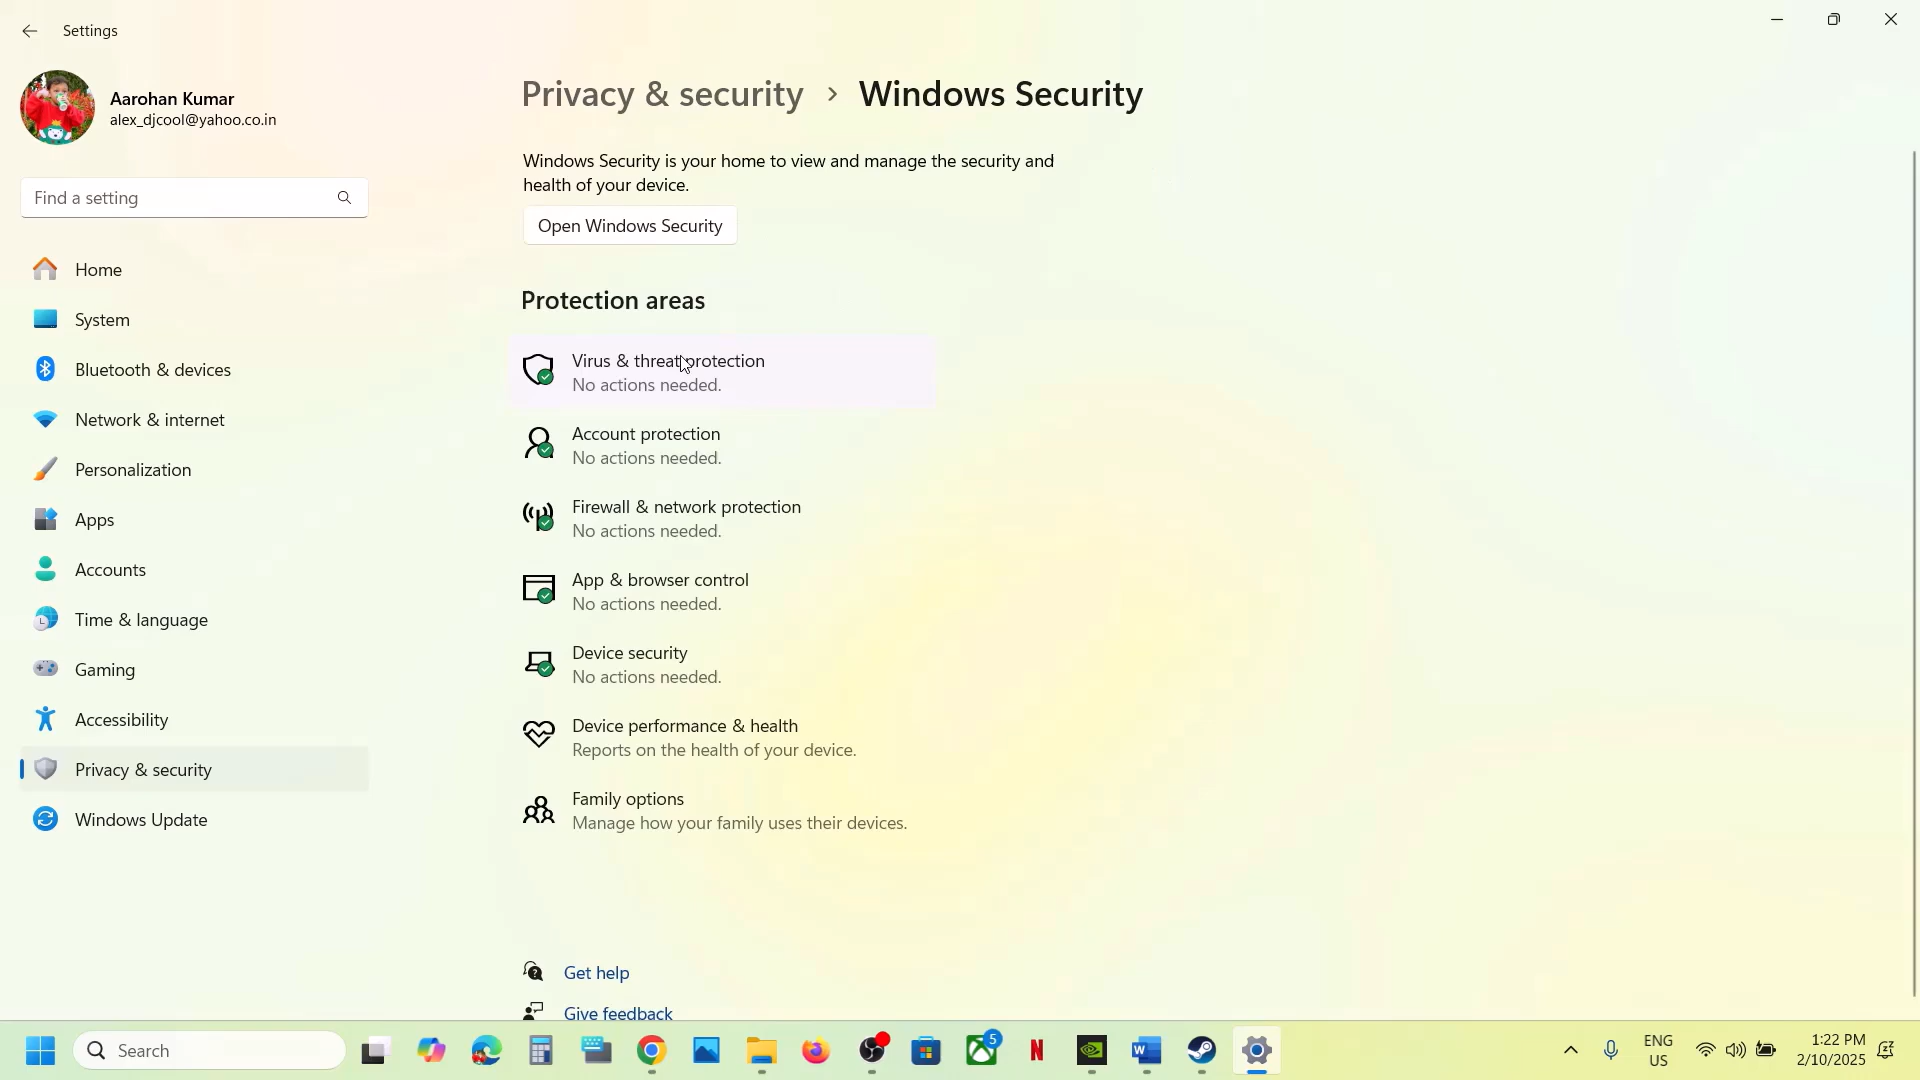 Settings
Aarohan Kumar
alex_djcool@yahoo.co.in
Find a setting
Home
System
Bluetooth & devices
Network & internet
Personalization
Apps
Accounts
Time & language
Gaming
Accessibility
Privacy & security
Windows Update
Privacy & security > Windows Security
Windows Security is your home to view and manage the security and
health of your device.
Open Windows Security
Protection areas
Virus & threat protection
No actions needed.
Account protection
No actions needed.
Firewall & network protection
No actions needed.
App & browser control
No actions needed.
Device security
No actions needed.
Device performance & health
Reports on the health of your device.
Family options
Manage how your family uses their devices.
Get help
Give feedback
Search
5
N
W
ENG
US
1:22 PM
2/10/2025